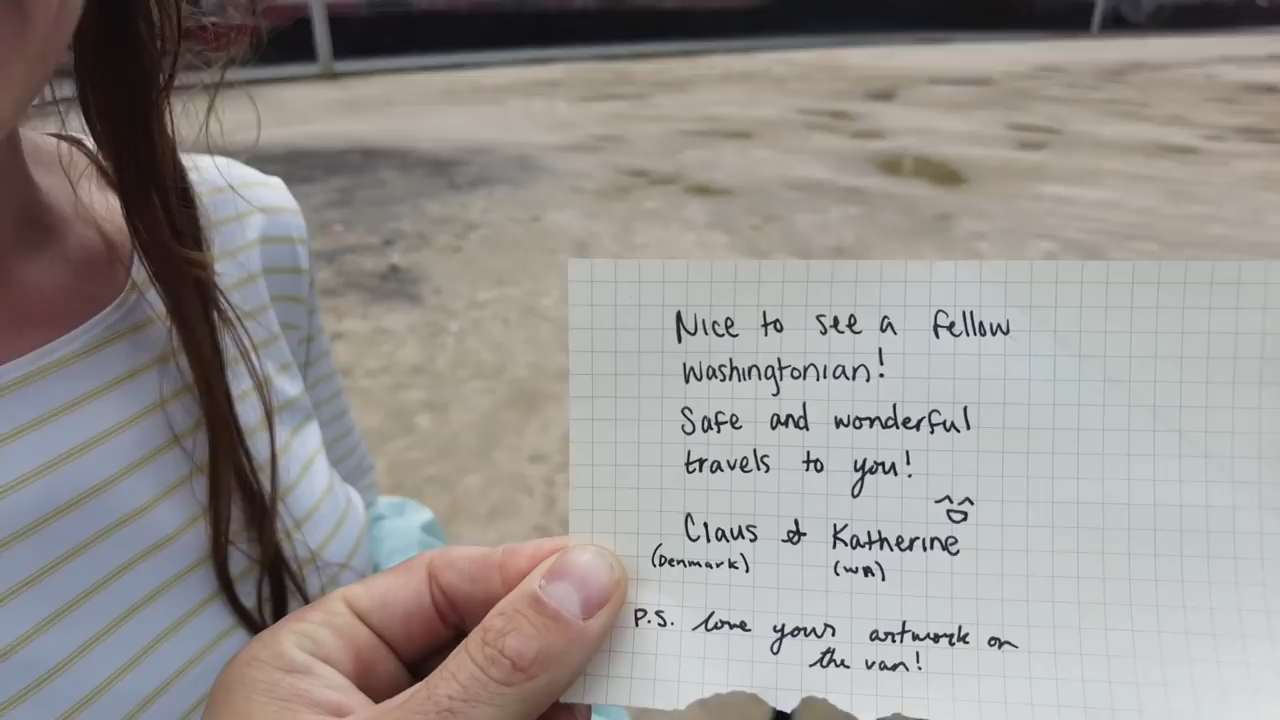 Nice to see a fellow
Washingtonian!
Safe and wonderful
travels to you!
Claus & Katherine
(Denmark) (WA)
P.S. love your artwork on
the van!